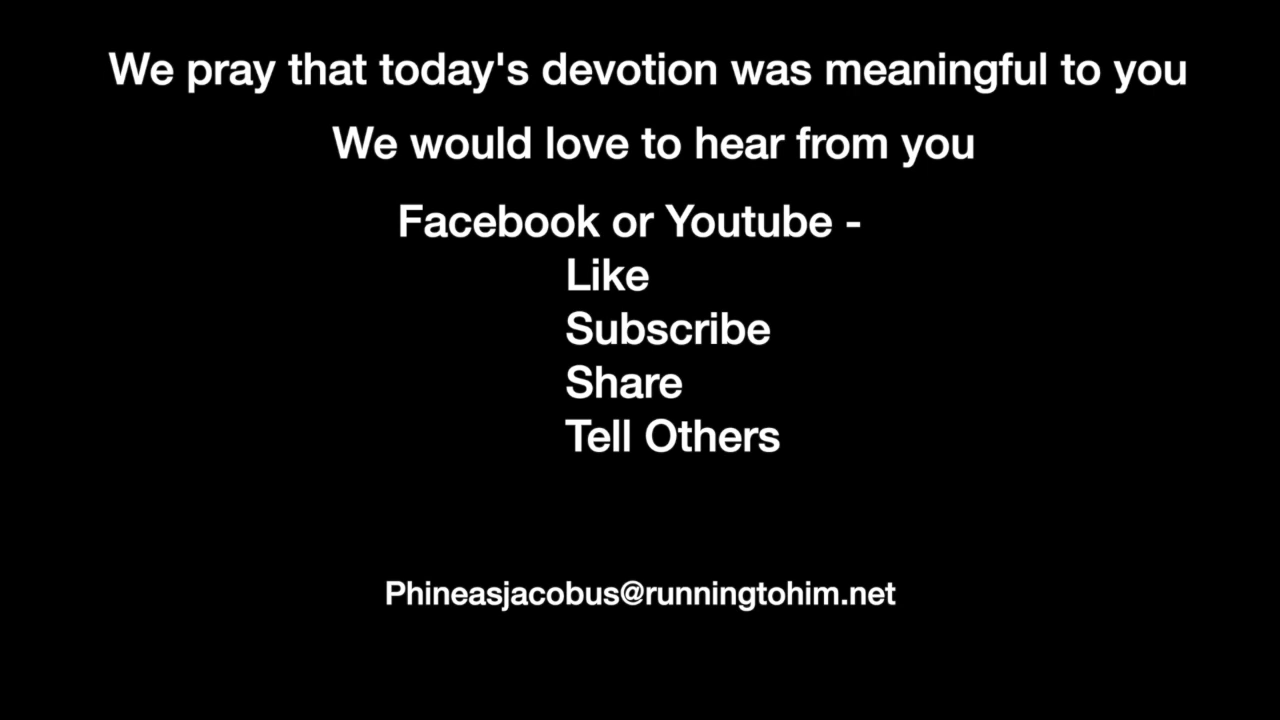 We pray that today's devotion was meaningful to you
We would love to hear from you
Facebook or Youtube -
Like
Subscribe
Share
Tell Others
Phineasjacobus@runningtohim.net